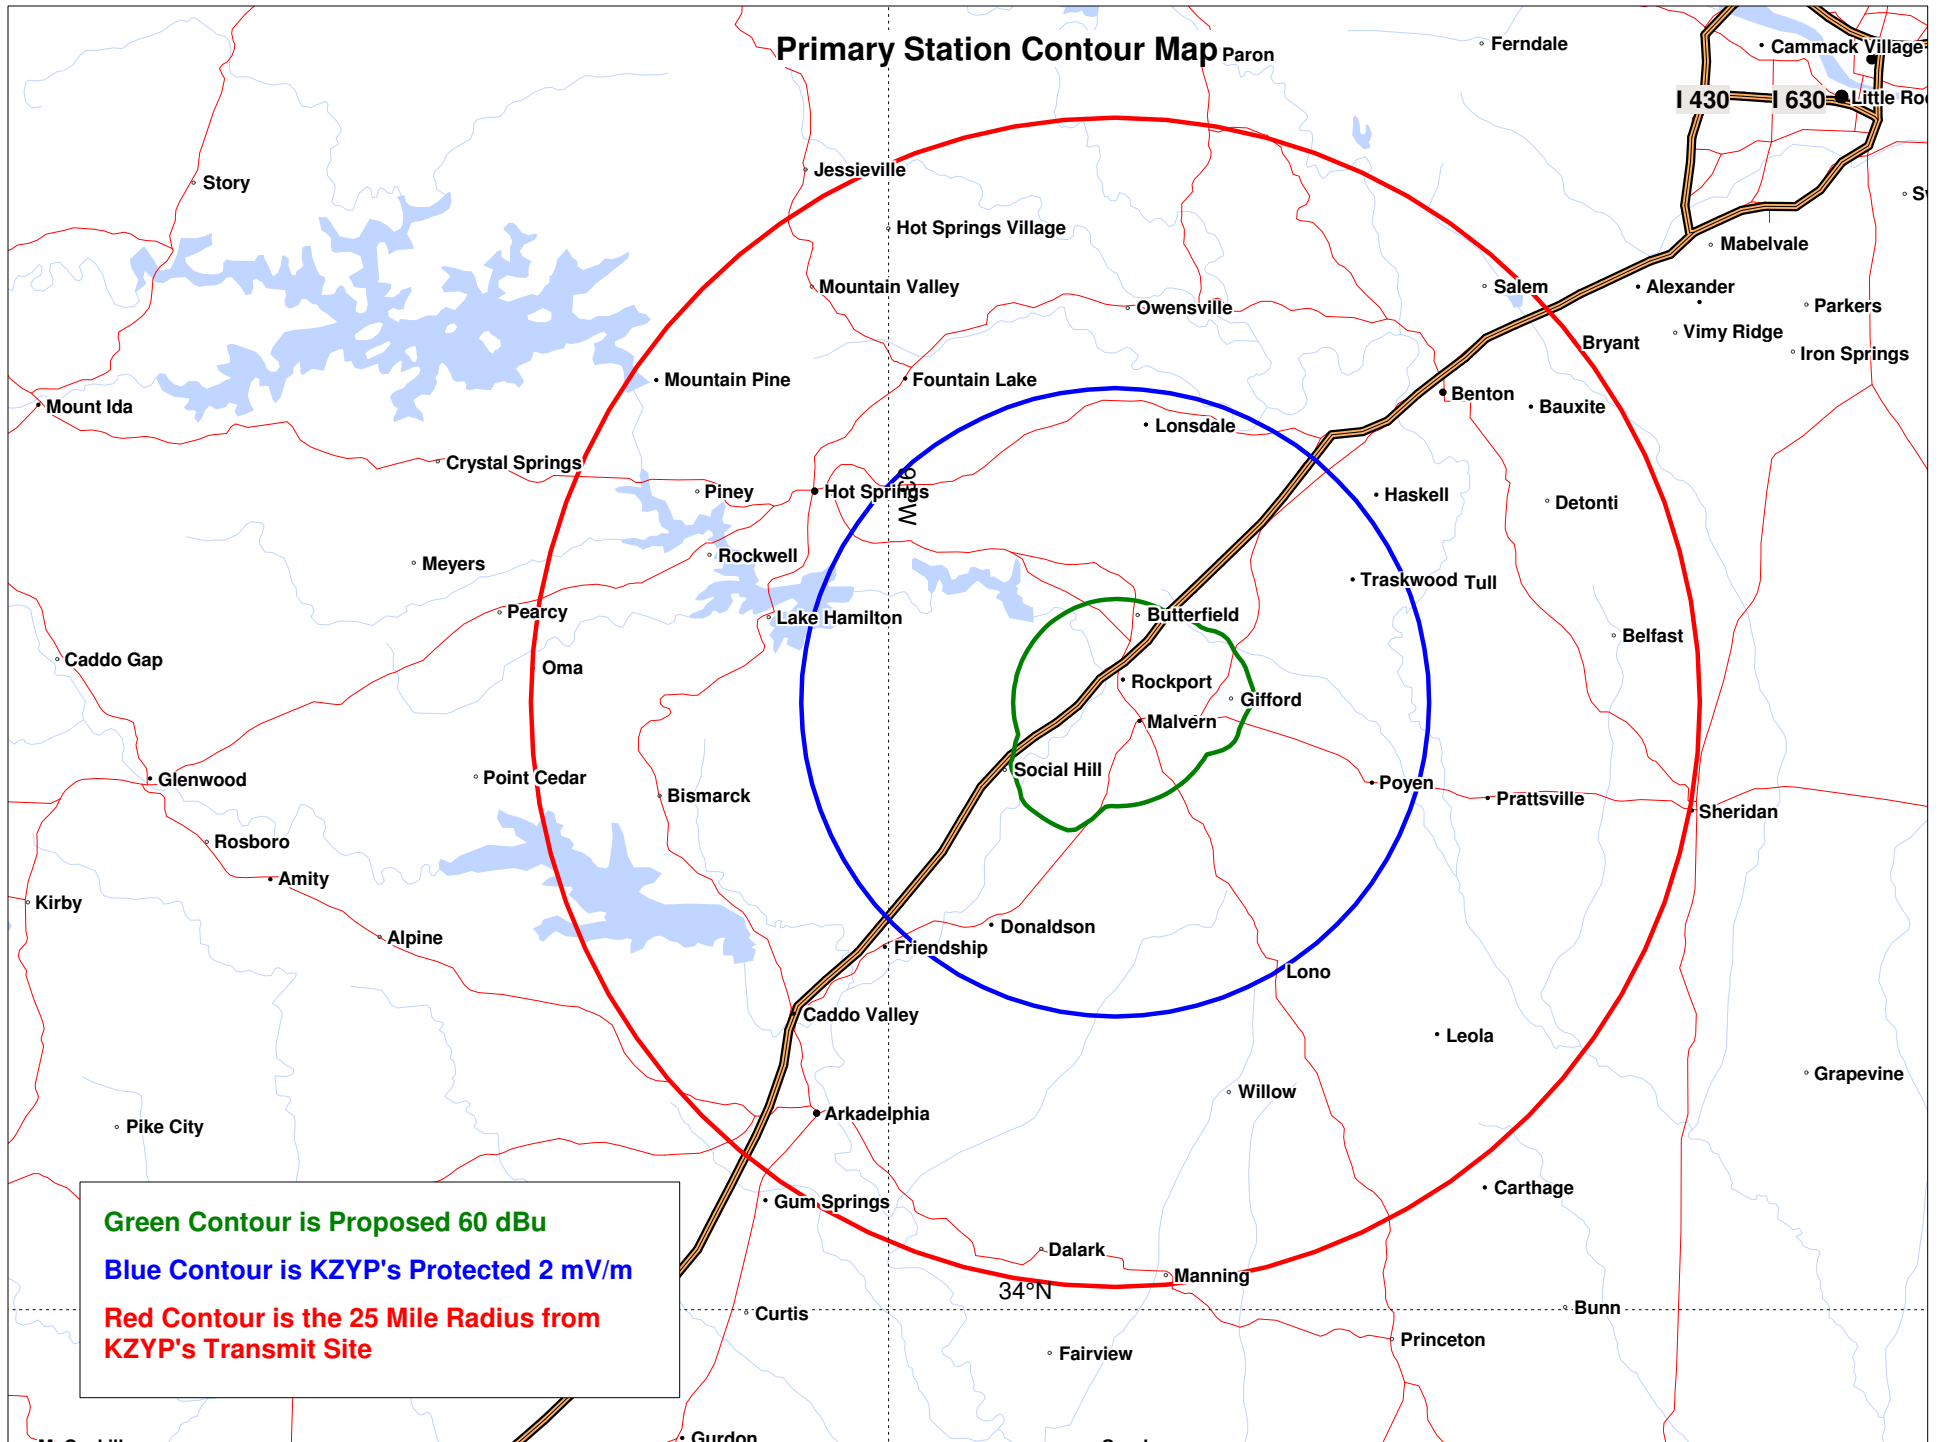 Primary Station Contour Map
Paron
Ferndale
Cammack Village
I 430
I 630
Little Roc
Jessieville
Story
Hot Springs Village
Mabelvale
Mountain Valley
Owensville
Salem
Alexander
Parkers
Vimy Ridge
Bryant
Iron Springs
Mountain Pine
Fountain Lake
Benton
Bauxite
Mount Ida
Lonsdale
Crystal Springs
Piney
Hot Springs
93°W
Haskell
Detonti
Rockwell
Meyers
Traskwood
Tull
Pearcy
Lake Hamilton
Butterfield
Belfast
Caddo Gap
Oma
Rockport
Gifford
Malvern
Social Hill
Glenwood
Point Cedar
Bismarck
Poyen
Prattsville
Sheridan
Rosboro
Amity
Kirby
Alpine
Donaldson
Friendship
Lono
Caddo Valley
Leola
Grapevine
Willow
Arkadelphia
Pike City
Gum Springs
Carthage
Green Contour is Proposed 60 dBu
Blue Contour is KZYP's Protected 2 mV/m
Red Contour is the 25 Mile Radius from
KZYP's Transmit Site
Dalark
Manning
34°N
Curtis
Bunn
Princeton
Fairview
Gurdon